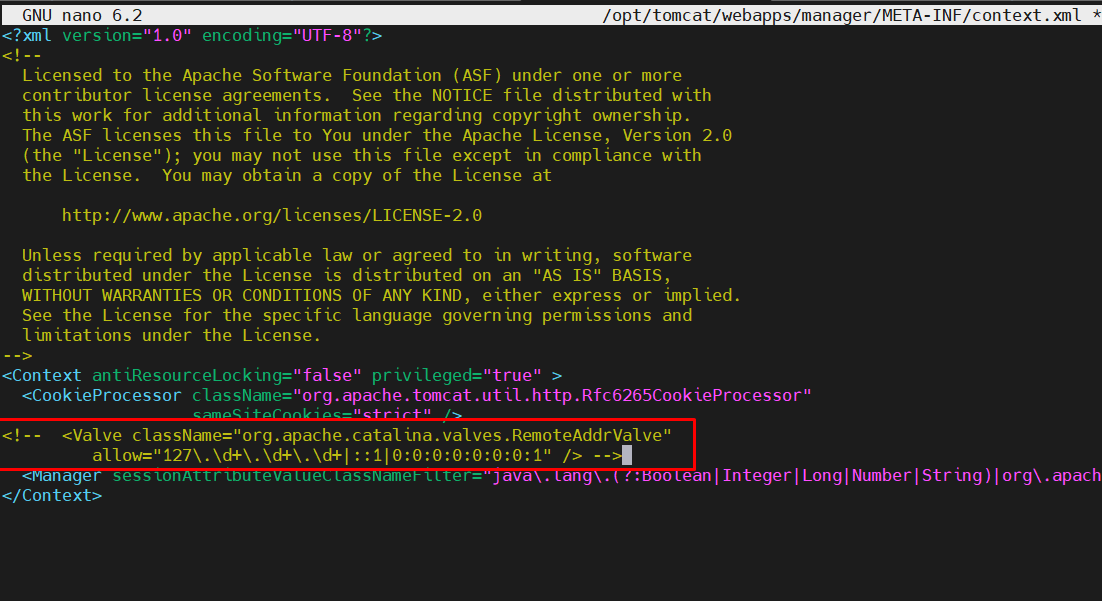 GNU nano 6.2 /opt/tomcat/webapps/manager/META-INF/context.xml *
<?xml version="1.0" encoding="UTF-8"?>
<!--
  Licensed to the Apache Software Foundation (ASF) under one or more
  contributor license agreements.  See the NOTICE file distributed with
  this work for additional information regarding copyright ownership.
  The ASF licenses this file to You under the Apache License, Version 2.0
  (the "License"); you may not use this file except in compliance with
  the License.  You may obtain a copy of the License at

      http://www.apache.org/licenses/LICENSE-2.0

  Unless required by applicable law or agreed to in writing, software
  distributed under the License is distributed on an "AS IS" BASIS,
  WITHOUT WARRANTIES OR CONDITIONS OF ANY KIND, either express or implied.
  See the License for the specific language governing permissions and
  limitations under the License.
-->
<Context antiResourceLocking="false" privileged="true" >
  <CookieProcessor className="org.apache.tomcat.util.http.Rfc6265CookieProcessor"
                   sameSiteCookies="strict" />
<!--  <Valve className="org.apache.catalina.valves.RemoteAddrValve"
         allow="127\.\d+\.\d+\.\d+|::1|0:0:0:0:0:0:0:1" /> -->
  <Manager sessionAttributeValueClassNameFilter="java\.lang\.(?:Boolean|Integer|Long|Number|String)|org\.apach
</Context>